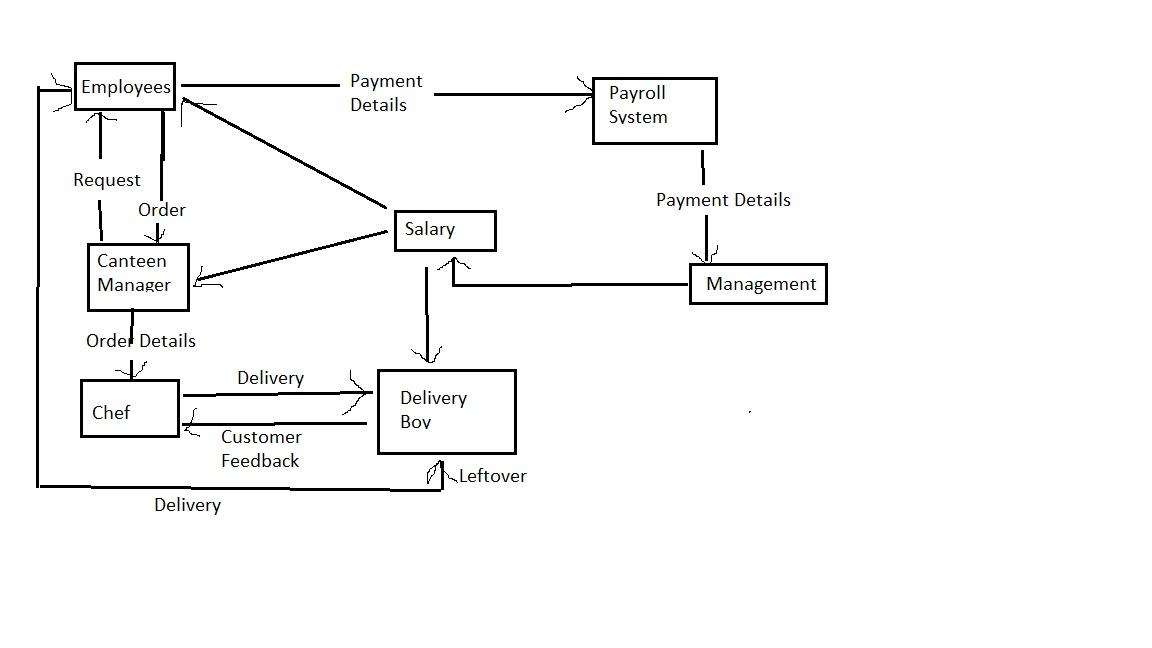 Employees
Payment
Details
Payroll
System
Request
Payment Details
Order
Salary
Canteen
Manager
Management
Order Details
Delivery
Delivery
Boy
Chef
Customer
Feedback
Leftover
Delivery